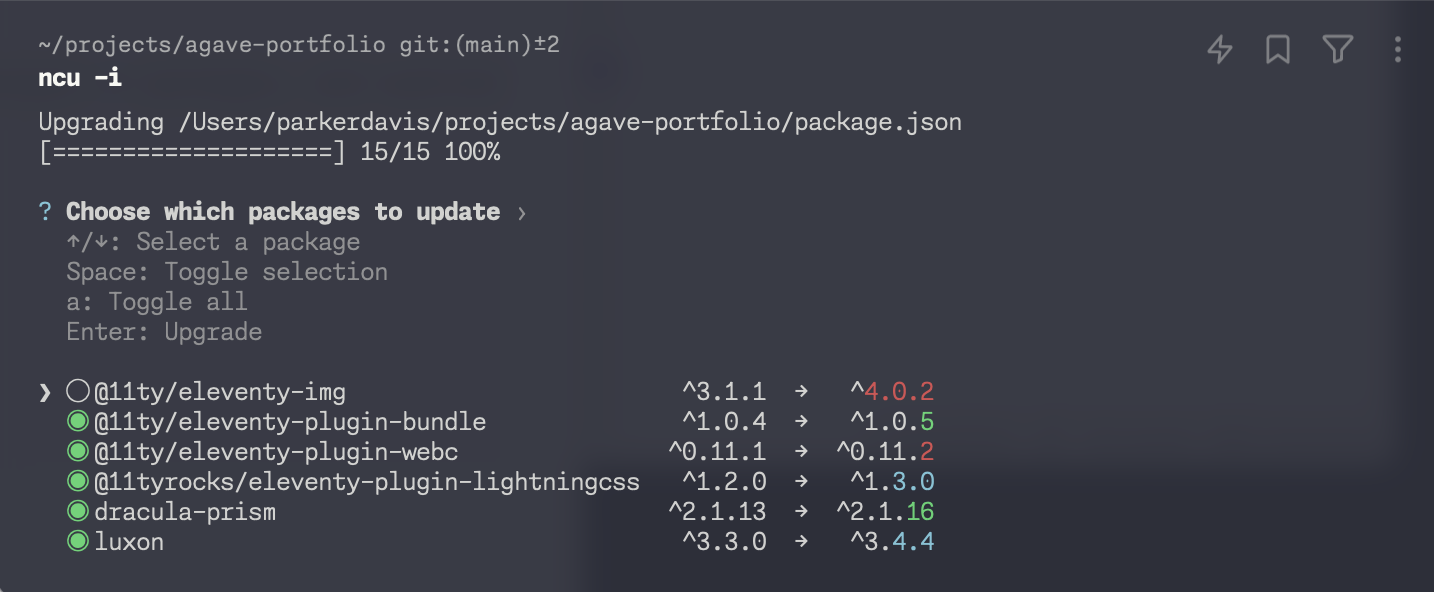 ~/projects/agave-portfolio git:(main)±2
ncu -i
Upgrading /Users/parkerdavis/projects/agave-portfolio/package.json
[====================] 15/15 100%
? Choose which packages to update ›
↑/↓: Select a package
Space: Toggle selection
a: Toggle all
Enter: Upgrade
❯ ◯ @11ty/eleventy-img ^3.1.1 → ^4.0.2
◉ @11ty/eleventy-plugin-bundle ^1.0.4 → ^1.0.5
◉ @11ty/eleventy-plugin-webc ^0.11.1 → ^0.11.2
◉ @11tyrocks/eleventy-plugin-lightningcss ^1.2.0 → ^1.3.0
◉ dracula-prism ^2.1.13 → ^2.1.16
◉ luxon ^3.3.0 → ^3.4.4